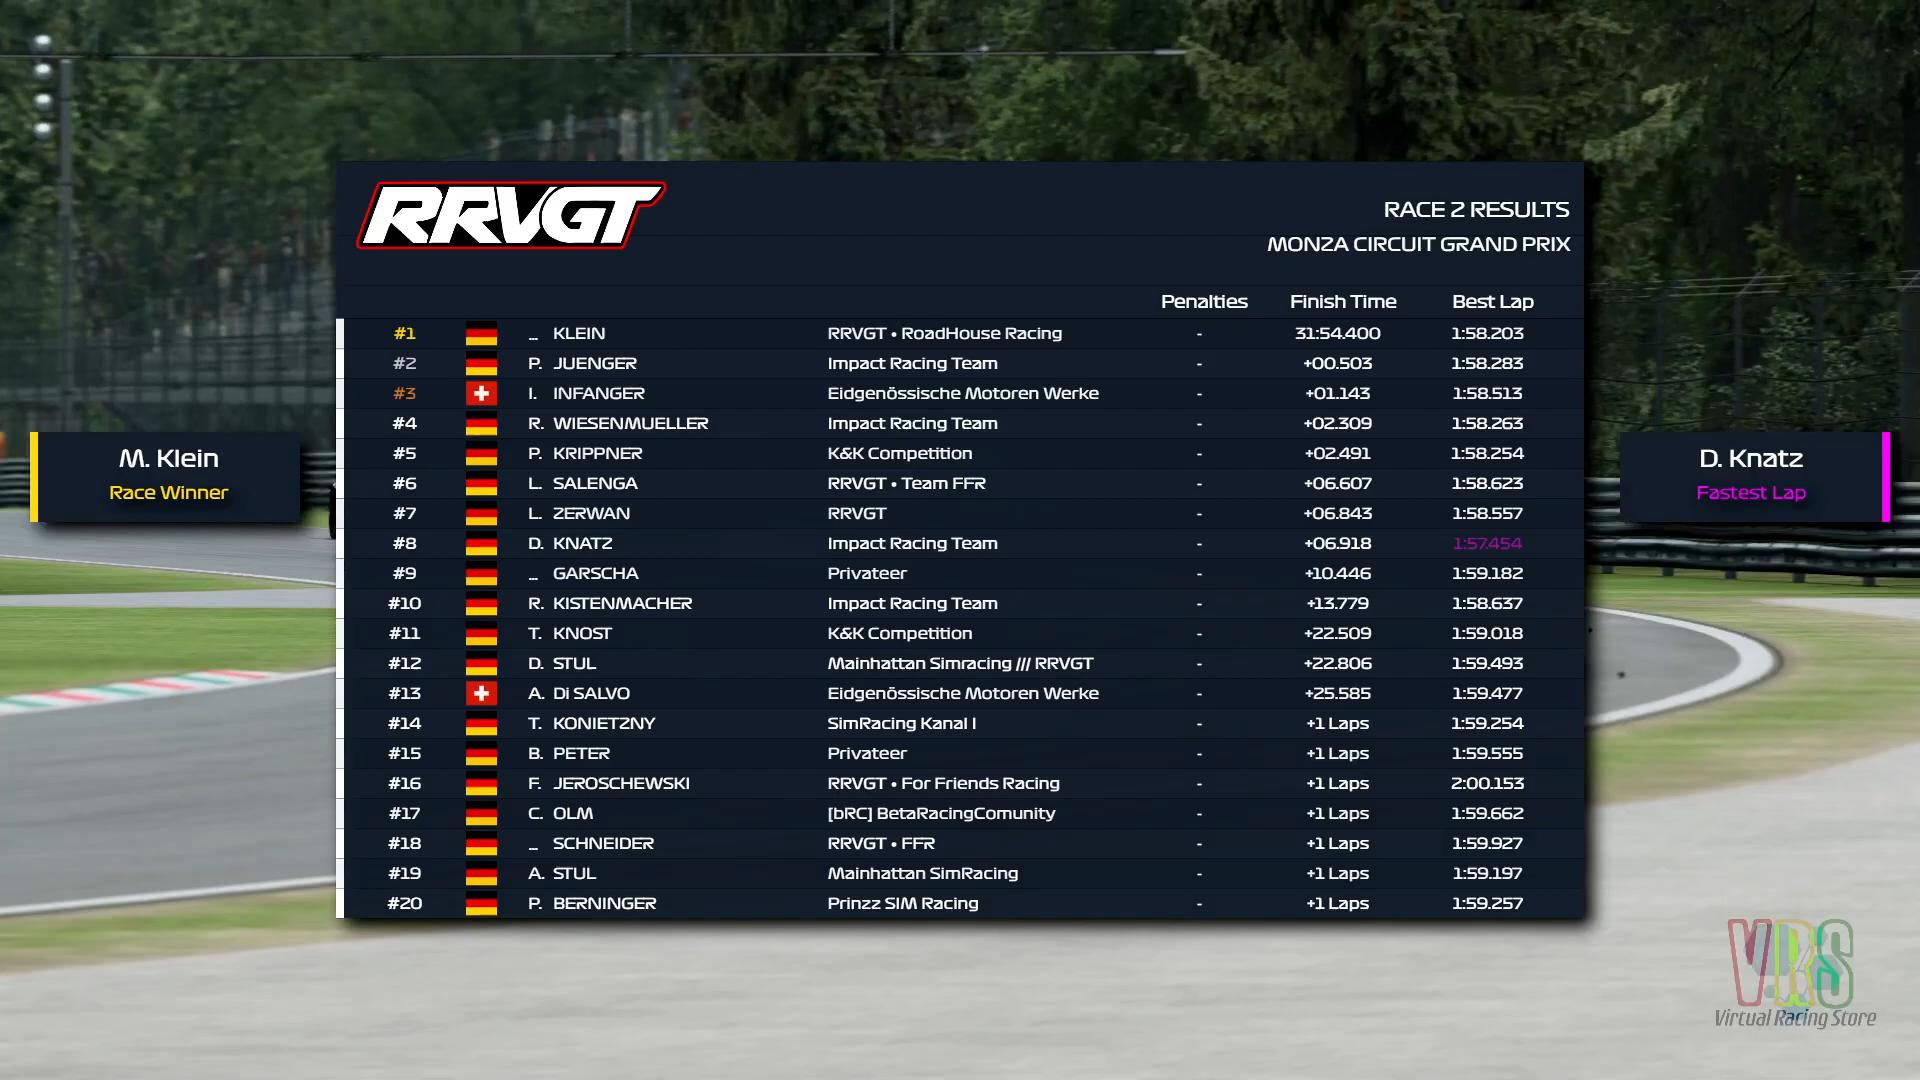 RRVGT
RACE 2 RESULTS
MONZA CIRCUIT GRAND PRIX
Penalties Finish Time Best Lap
#1 ... KLEIN RRVGT • RoadHouse Racing - 31:54.400 1:58.203
#2 P. JUENGER Impact Racing Team - +00.503 1:58.283
#3 I. INFANGER Eidgenössische Motoren Werke - +01.143 1:58.513
#4 R. WIESENMUELLER Impact Racing Team - +02.309 1:58.263
#5 P. KRIPPNER K&K Competition - +02.491 1:58.254
#6 L. SALENGA RRVGT • Team FFR - +06.607 1:58.623
#7 L. ZERWAN RRVGT - +06.843 1:58.557
#8 D. KNATZ Impact Racing Team - +06.918 1:57.454
#9 ... GARSCHA Privateer - +10.446 1:59.182
#10 R. KISTENMACHER Impact Racing Team - +13.779 1:58.637
#11 T. KNOST K&K Competition - +22.509 1:59.018
#12 D. STUL Mainhattan Simracing /// RRVGT - +22.806 1:59.493
#13 A. Di SALVO Eidgenössische Motoren Werke - +25.585 1:59.477
#14 T. KONIETZNY SimRacing Kanal I - +1 Laps 1:59.254
#15 B. PETER Privateer - +1 Laps 1:59.555
#16 F. JEROSCHEWSKI RRVGT • For Friends Racing - +1 Laps 2:00.153
#17 C. OLM [bRC] BetaRacingComunity - +1 Laps 1:59.662
#18 ... SCHNEIDER RRVGT • FFR - +1 Laps 1:59.927
#19 A. STUL Mainhattan SimRacing - +1 Laps 1:59.197
#20 P. BERNINGER Prinzz SIM Racing - +1 Laps 1:59.257
M. Klein
Race Winner
D. Knatz
Fastest Lap
VRS
Virtual Racing Store